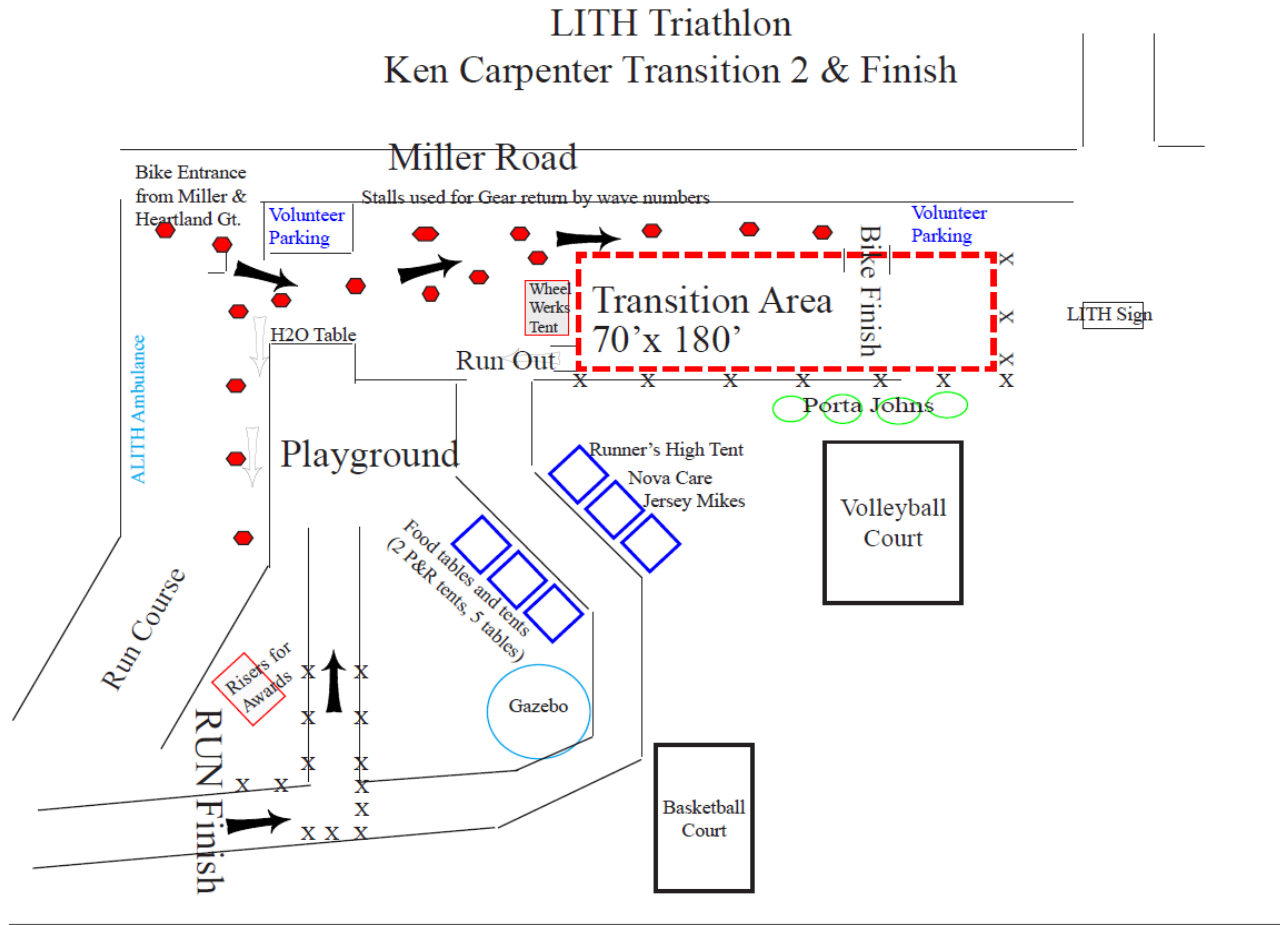 LITH Triathlon
Ken Carpenter Transition 2 & Finish
Miller Road
Bike Entrance
from Miller &
Heartland Gt.
Stalls used for Gear return by wave numbers
Volunteer
Parking
Volunteer
Parking
Bike Finish
Wheel
Werks
Tent
Transition Area
70’x 180’
X
X
X
LITH Sign
H2O Table
Run Out
X
X
X
X
X
X
X
Porta Johns
ALITH Ambulance
Playground
Runner’s High Tent
Nova Care
Jersey Mikes
Volleyball
Court
Food tables and tents
(2 P&R tents, 5 tables)
Run Course
Risers for
Awards
X
X
X
X
Gazebo
RUN Finish
X
X
X
X
X
X
X
X
X
Basketball
Court